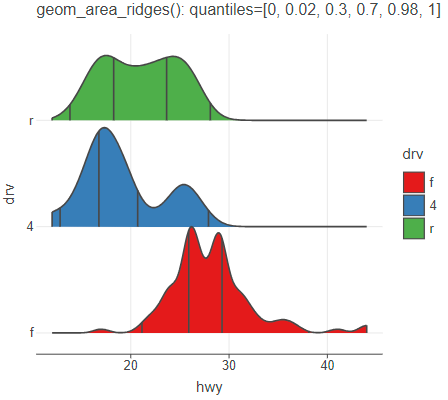 geom_area_ridges(): quantiles=[0, 0.02, 0.3, 0.7, 0.98, 1]
r
4
f
drv
20 30 40
hwy
drv
f
4
r